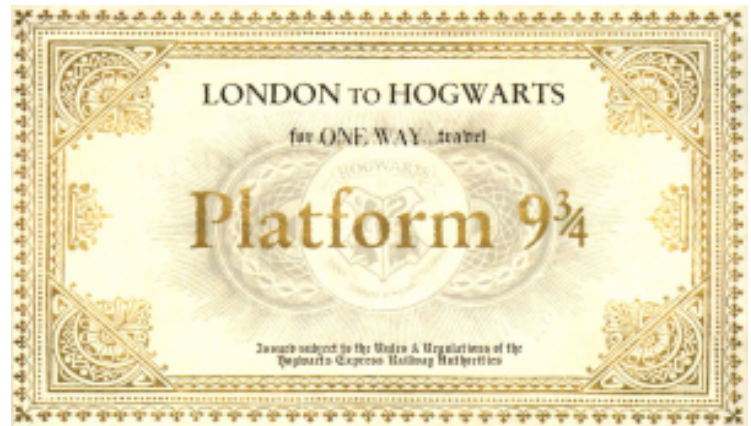 LONDON TO HOGWARTS
for ONE WAY...travel
HOGWARTS
Platform 9¾
Issued subject to the Rules & Regulations of the
Hogwarts Express Railway Authorities